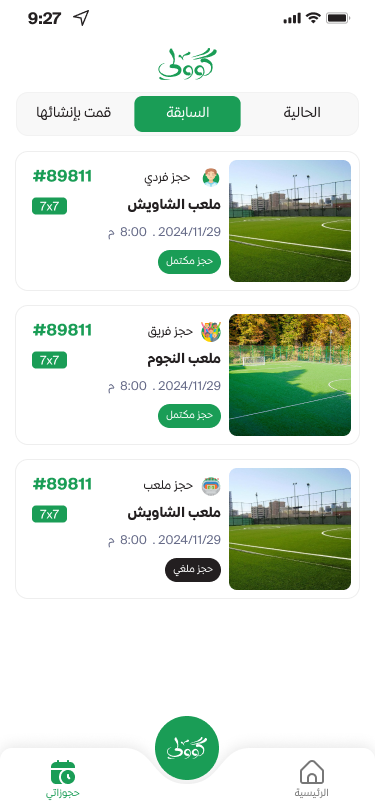 9:27
گووولي
الحالية
السابقة
قمت بإنشائها
حجز فردي
#89811
ملعب الشاويش
7x7
2024/11/29 . 8:00 م
حجز مكتمل
حجز فريق
#89811
ملعب النجوم
7x7
2024/11/29 . 8:00 م
حجز مكتمل
حجز ملعب
#89811
ملعب الشاويش
7x7
2024/11/29 . 8:00 م
حجز ملغي
گووولي
الرئيسية
حجوزاتي